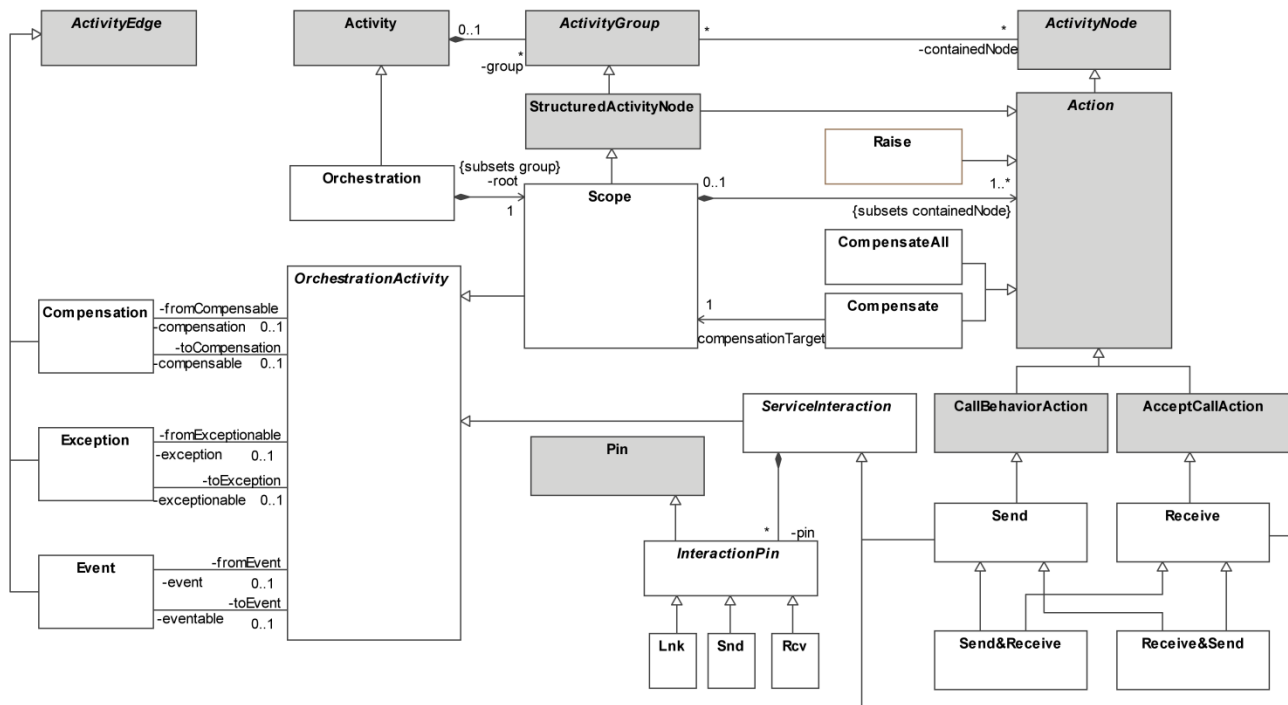 ActivityEdge
Activity
0..1
*
-group
ActivityGroup
*
*
-containedNode
ActivityNode
StructuredActivityNode
Action
Raise
Orchestration
{subsets group}
-root
1
Scope
0..1
1..*
{subsets containedNode}
CompensateAll
OrchestrationActivity
Compensation
-fromCompensable
-compensation 0..1
-toCompensation
-compensable 0..1
1
compensationTarget
Compensate
ServiceInteraction
CallBehaviorAction
AcceptCallAction
Exception
-fromExceptionable
-exception 0..1
-toException
-exceptionable 0..1
Pin
Send
Receive
* -pin
InteractionPin
Event
-fromEvent
-event 0..1
-toEvent
-eventable 0..1
Lnk
Snd
Rcv
Send&Receive
Receive&Send